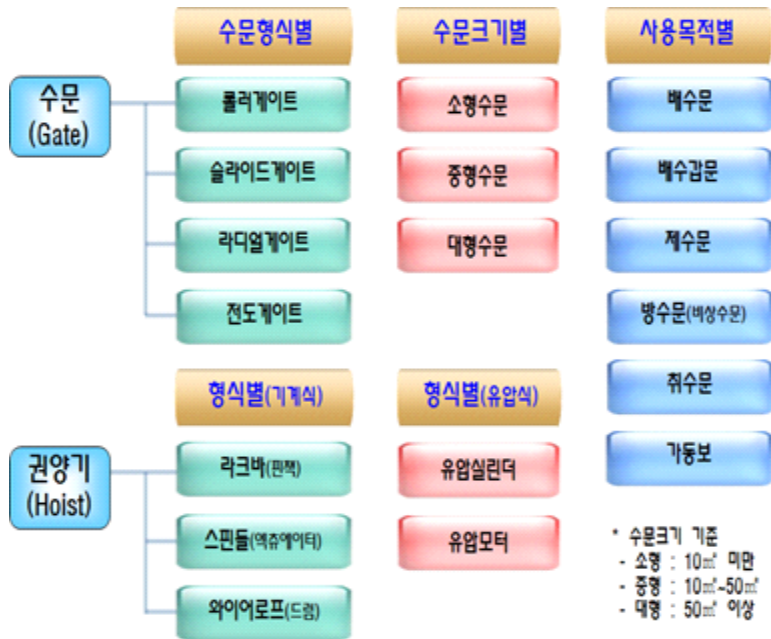 수문형식별
수문크기별
사용목적별
수문
(Gate)
롤러게이트
소형수문
배수문
슬라이드게이트
중형수문
배수갑문
라디얼게이트
대형수문
제수문
전도게이트
방수문(비상수문)
형식별(기계식)
형식별(유압식)
취수문
권양기
(Hoist)
라크바(핀잭)
유압실린더
가동보
스핀들(엑츄에이터)
유압모터
와이어로프(드럼)
* 수문크기 기준
- 소형 : 10㎡ 미만
- 중형 : 10㎡~50㎡
- 대형 : 50㎡ 이상